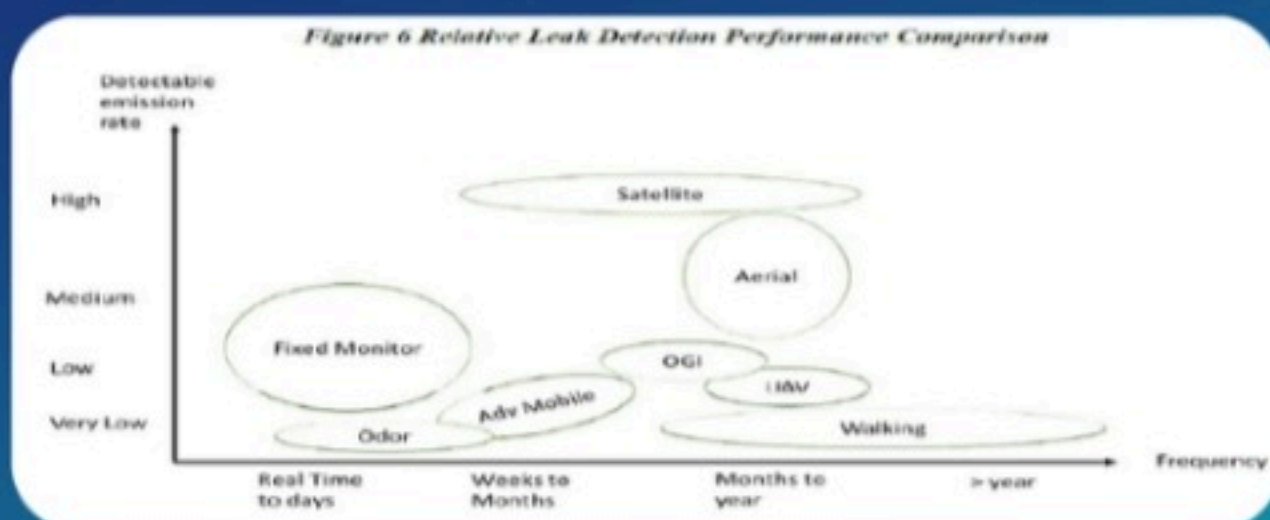 Figure 6 Relative Leak Detection Performance Comparison
Detectable
emission
rate
High
Medium
Low
Very Low
Satellite
Aerial
Fixed Monitor
OGI
UAV
Adv Mobile
Odor
Walking
Real Time
to days
Weeks to
Months
Months to
year
> year
Frequency